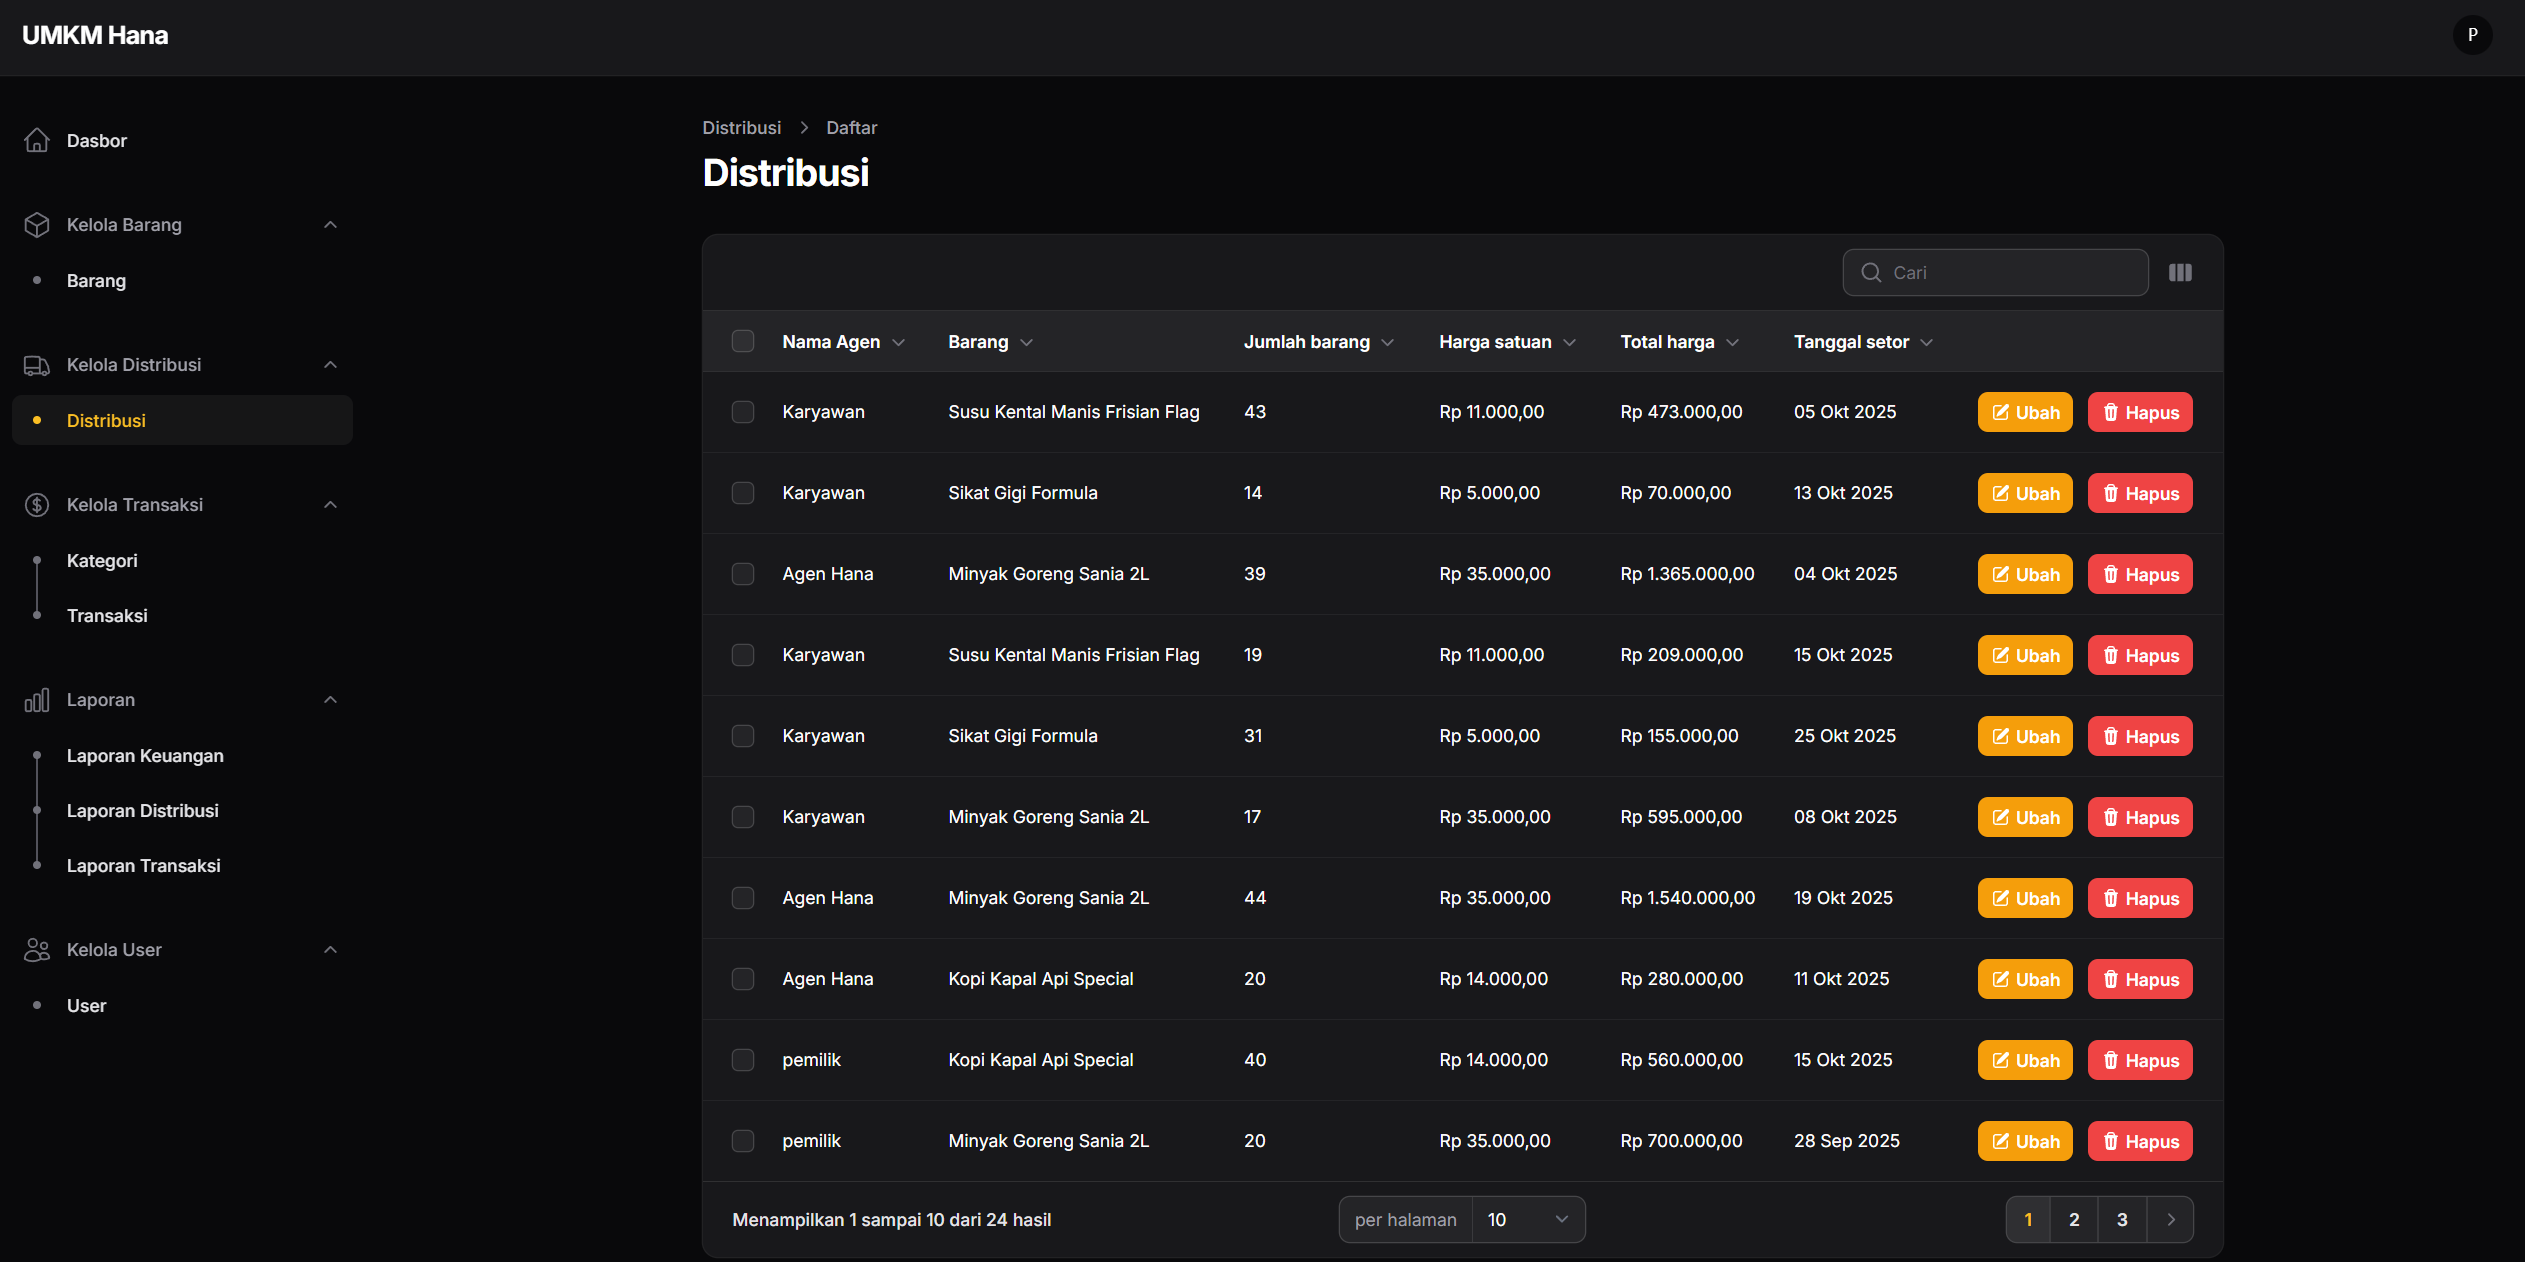 UMKM Hana
P
Dasbor
Kelola Barang
Barang
Kelola Distribusi
Distribusi
Kelola Transaksi
Kategori
Transaksi
Laporan
Laporan Keuangan
Laporan Distribusi
Laporan Transaksi
Kelola User
User
Distribusi > Daftar
Distribusi
Cari
Nama Agen Barang Jumlah barang Harga satuan Total harga Tanggal setor
Karyawan Susu Kental Manis Frisian Flag 43 Rp 11.000,00 Rp 473.000,00 05 Okt 2025 Ubah Hapus
Karyawan Sikat Gigi Formula 14 Rp 5.000,00 Rp 70.000,00 13 Okt 2025 Ubah Hapus
Agen Hana Minyak Goreng Sania 2L 39 Rp 35.000,00 Rp 1.365.000,00 04 Okt 2025 Ubah Hapus
Karyawan Susu Kental Manis Frisian Flag 19 Rp 11.000,00 Rp 209.000,00 15 Okt 2025 Ubah Hapus
Karyawan Sikat Gigi Formula 31 Rp 5.000,00 Rp 155.000,00 25 Okt 2025 Ubah Hapus
Karyawan Minyak Goreng Sania 2L 17 Rp 35.000,00 Rp 595.000,00 08 Okt 2025 Ubah Hapus
Agen Hana Minyak Goreng Sania 2L 44 Rp 35.000,00 Rp 1.540.000,00 19 Okt 2025 Ubah Hapus
Agen Hana Kopi Kapal Api Special 20 Rp 14.000,00 Rp 280.000,00 11 Okt 2025 Ubah Hapus
pemilik Kopi Kapal Api Special 40 Rp 14.000,00 Rp 560.000,00 15 Okt 2025 Ubah Hapus
pemilik Minyak Goreng Sania 2L 20 Rp 35.000,00 Rp 700.000,00 28 Sep 2025 Ubah Hapus
Menampilkan 1 sampai 10 dari 24 hasil per halaman 10 1 2 3